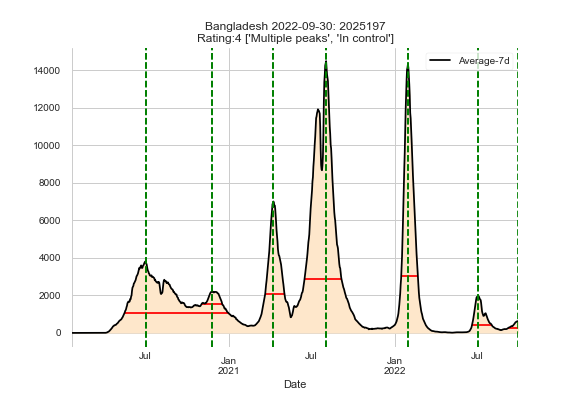 Bangladesh 2022-09-30: 2025197
Rating:4 ['Multiple peaks', 'In control']
Average-7d
14000
12000
10000
8000
6000
4000
2000
0
Jul
Jan
2021
Jul
Jan
2022
Jul
Date